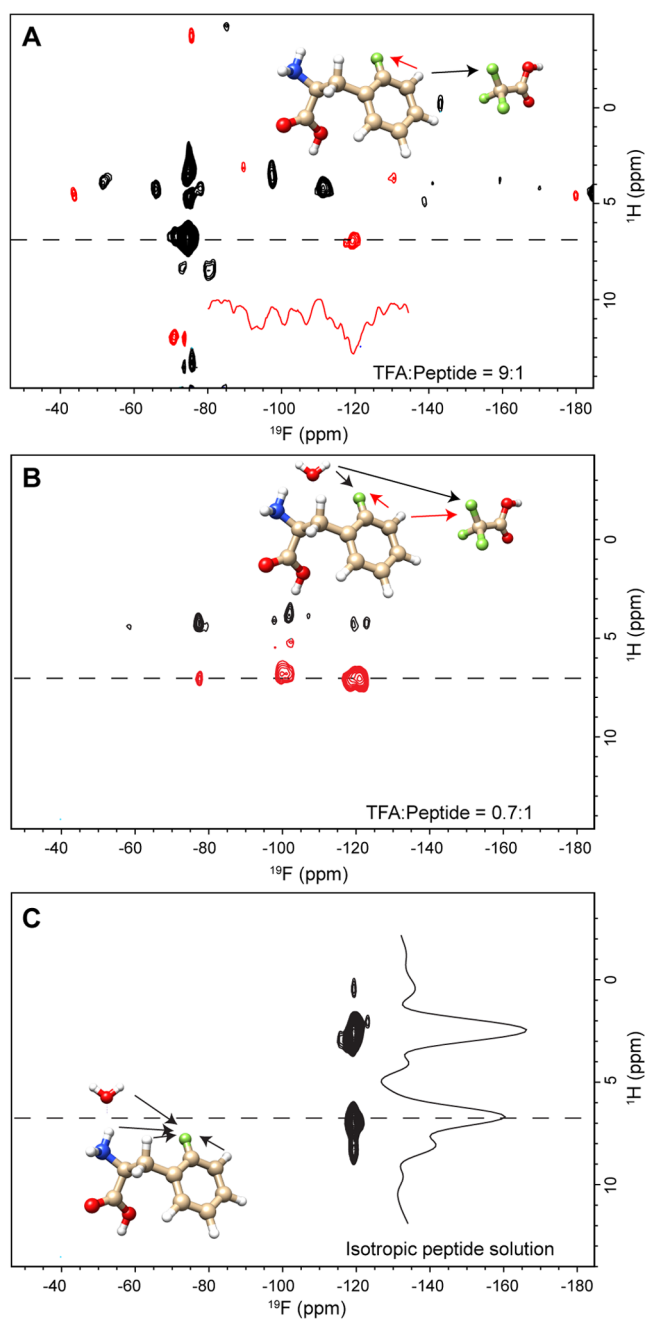 A
0
5
10
¹H (ppm)
TFA:Peptide = 9:1
-40 -60 -80 -100 -120 -140 -160 -180
¹⁹F (ppm)
B
0
5
10
¹H (ppm)
TFA:Peptide = 0.7:1
-40 -60 -80 -100 -120 -140 -160 -180
¹⁹F (ppm)
C
0
5
10
¹H (ppm)
Isotropic peptide solution
-40 -60 -80 -100 -120 -140 -160 -180
¹⁹F (ppm)